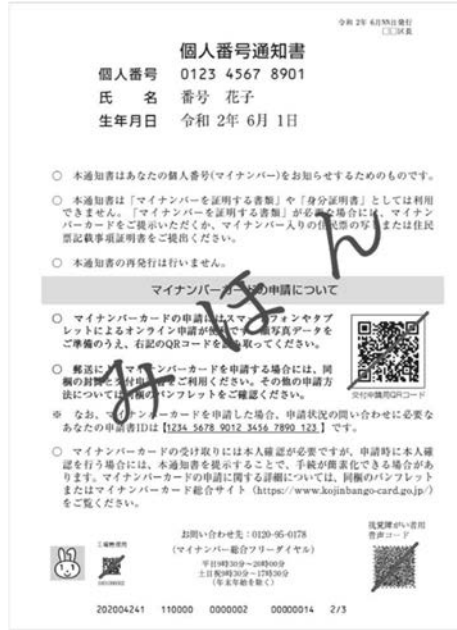 令和 2年 6月NN日発行
□□区長
個人番号通知書
個人番号 0123 4567 8901
氏 名 番号 花子
生年月日 令和 2年 6月 1日
○ 本通知書はあなたの個人番号(マイナンバー)をお知らせするためのものです。
○ 本通知書は「マイナンバーを証明する書類」や「身分証明書」としては利用
できません。「マイナンバーを証明する書類」が必要な場合には、マイナン
バーカードをご提示いただくか、マイナンバー入りの住民票の写しまたは住民
票記載事項証明書をご提出ください。
○ 本通知書の再発行は行いません。
マイナンバーカードの申請について
○ マイナンバーカードの申請にはスマートフォンやタブ
レットによるオンライン申請が便利です。顔写真データを
ご準備のうえ、右記のQRコードを読み取ってください。
交付申請用QRコード
○ 郵送によりマイナンバーカードを申請する場合には、同
梱の封筒と交付申請書をご利用ください。その他の申請方
法については同梱のパンフレットをご確認ください。
※ なお、マイナンバーカードを申請した場合、申請状況の問い合わせに必要な
あなたの申請書IDは【1234 5678 9012 3456 7890 123 】です。
○ マイナンバーカードの受け取りには本人確認が必要ですが、申請時に本人確
認を行う場合には、本通知書を提示することで、手続が簡素化できる場合があ
ります。マイナンバーカードの申請に関する詳細については、同梱のパンフレット
またはマイナンバーカード総合サイト(https://www.kojinbango-card.go.jp/)
をご覧ください。
みほん
お問い合わせ先:0120-95-0178
(マイナンバー総合フリーダイヤル)
平日9時30分~20時00分
土日祝9時30分~17時30分
(年末年始を除く)
工場使用用
視覚障がい者用
音声コード
202004241 110000 0000002 00000014 2/3